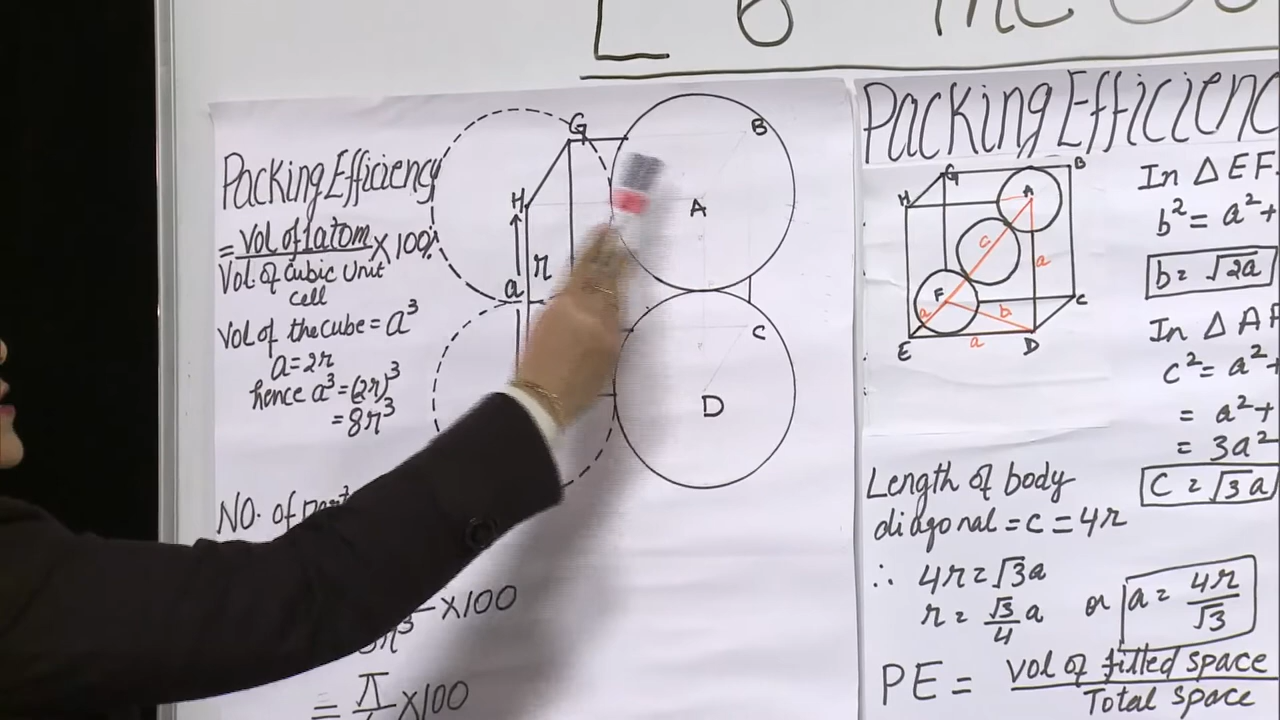 Packing Efficiency
= Vol of 1 atom / Vol of Cubic Unit cell × 100%
Vol of the cube = a³
a = 2r
hence a³ = (2r)³
= 8r³
NO. of
× 100
= π × 100
G
B
H
A
r
a
C
D
Packing Efficienc
G
B
H
A
c
a
F
C
a
b
E
a
D
In △ EF
b² = a² +
b = √2a
In △ AF
c² = a² +
= a² +
= 3a²
C = √3a
Length of body
diagonal = c = 4r
∴ 4r = √3a
r = √3/4 a or a = 4r/√3
PE = vol of filled space / Total space